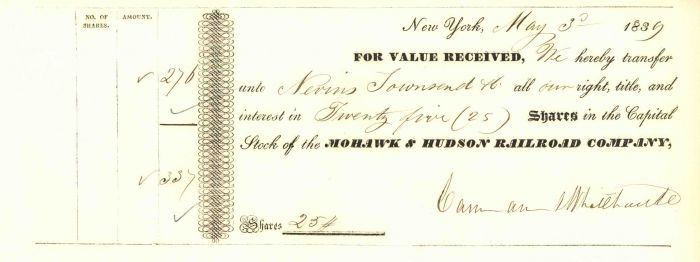 NO. OF SHARES.
AMOUNT.
New York, May 3d 1839
FOR VALUE RECEIVED, We hereby transfer
unto Nevins Townsend & Co all our right, title, and
interest in Twenty five (25) Shares in the Capital
Stock of the MOHAWK & HUDSON RAILROAD COMPANY,
276
337
Shares 25